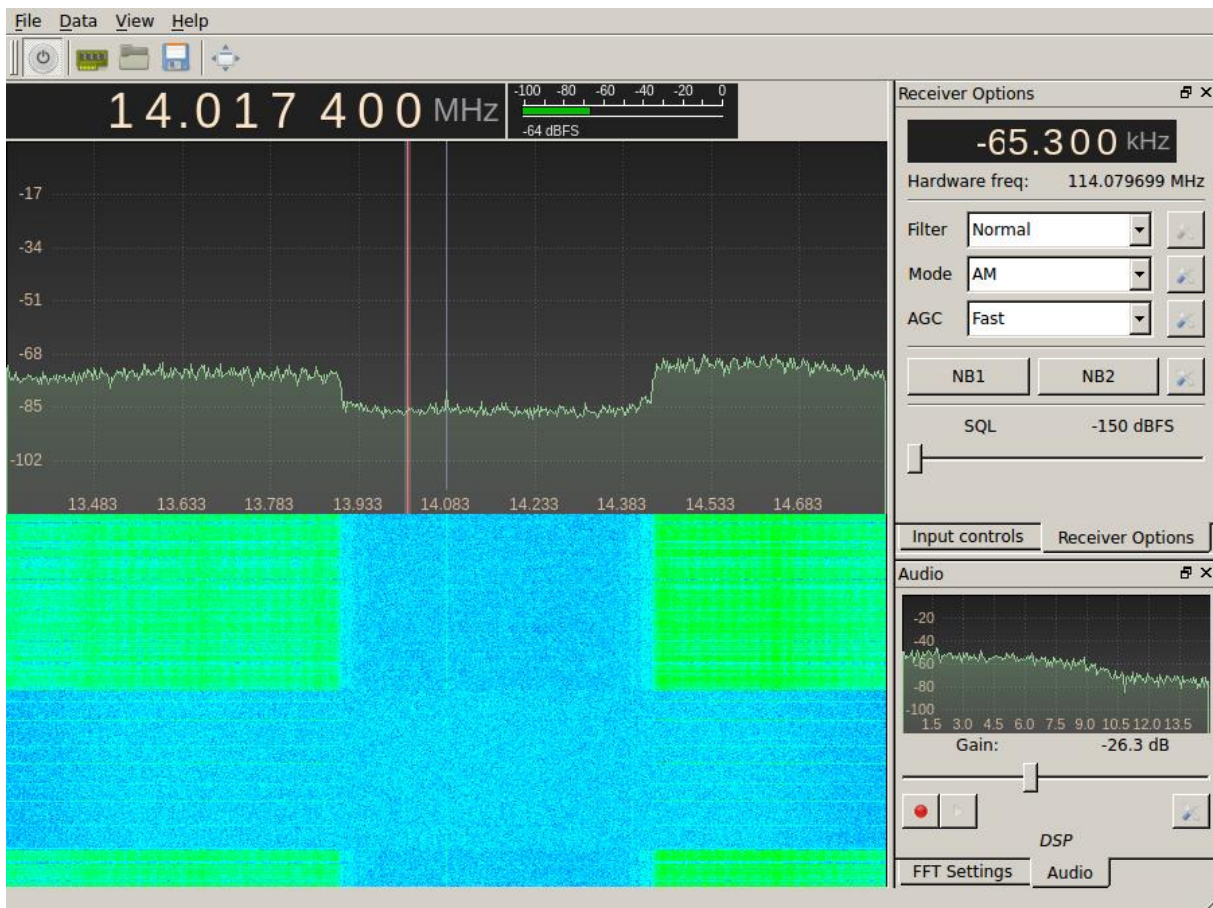 File Data View Help
14.017 400 MHz
-100 -80 -60 -40 -20 0
-64 dBFS
-17
-34
-51
-68
-85
-102
13.483 13.633 13.783 13.933 14.083 14.233 14.383 14.533 14.683
Receiver Options
-65.300 kHz
Hardware freq: 114.079699 MHz
Filter Normal
Mode AM
AGC Fast
NB1 NB2
SQL -150 dBFS
Input controls Receiver Options
Audio
-20
-40
-60
-80
-100
1.5 3.0 4.5 6.0 7.5 9.0 10.5 12.0 13.5
Gain: -26.3 dB
DSP
FFT Settings Audio